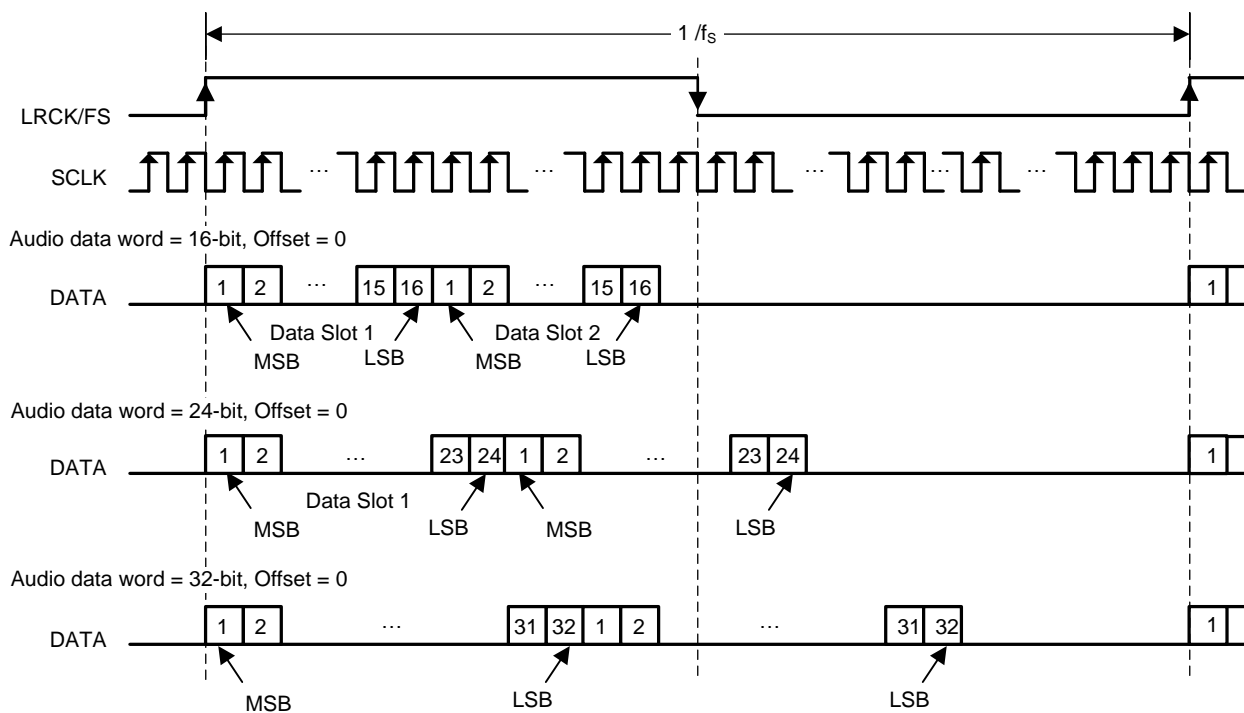 1 /fS
LRCK/FS
SCLK … … … … …
Audio data word = 16-bit, Offset = 0
DATA 1 2 … 15 16 1 2 … 15 16 1
Data Slot 1 Data Slot 2
MSB LSB MSB LSB
Audio data word = 24-bit, Offset = 0
DATA 1 2 … 23 24 1 2 … 23 24 1
Data Slot 1
MSB LSB MSB LSB
Audio data word = 32-bit, Offset = 0
DATA 1 2 … 31 32 1 2 … 31 32 1
MSB LSB LSB